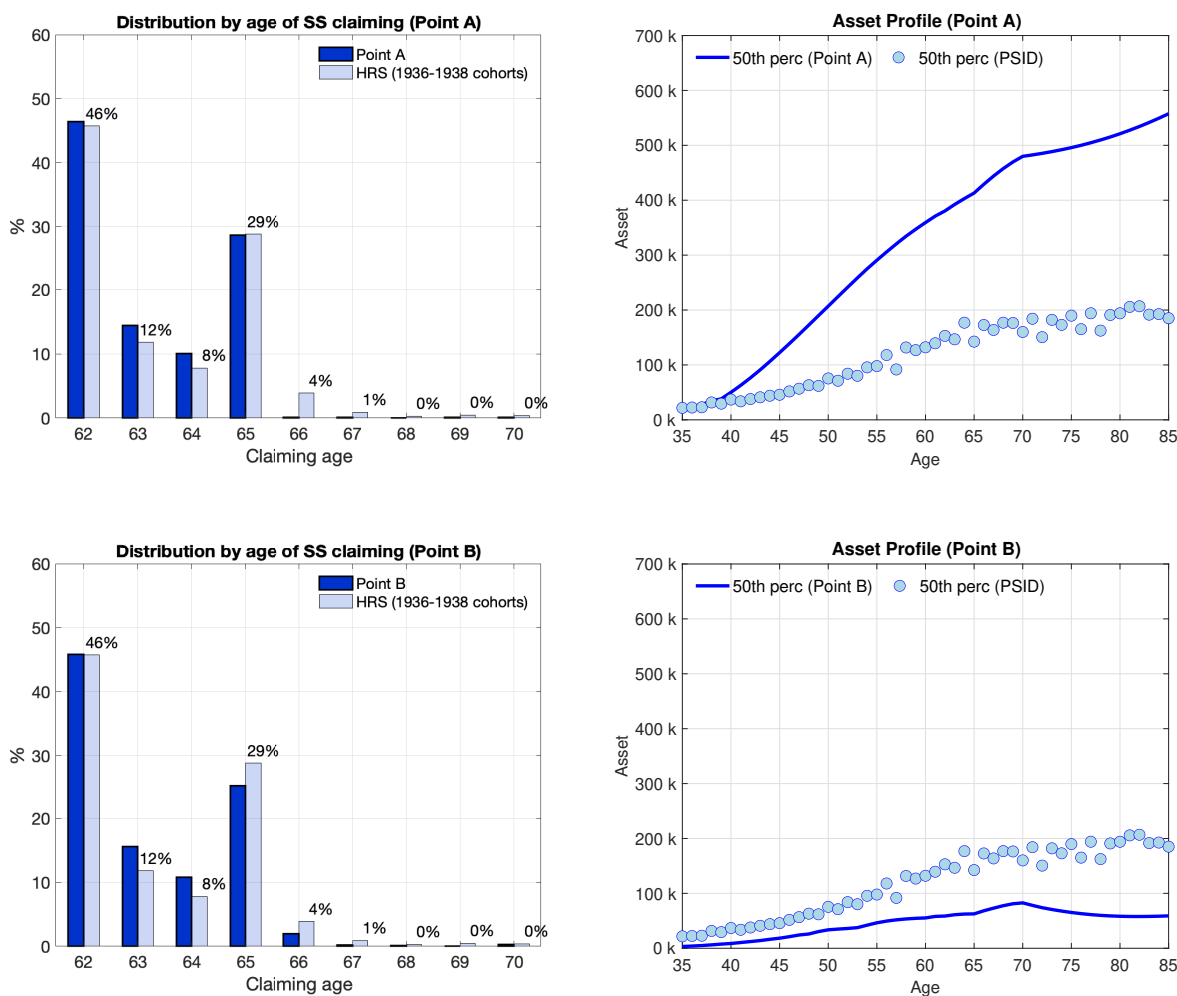 Distribution by age of SS claiming (Point A)
60
50
40
30
20
10
0
%
Point A
HRS (1936-1938 cohorts)
46%
12%
8%
29%
4%
1%
0%
0%
0%
62 63 64 65 66 67 68 69 70
Claiming age
Asset Profile (Point A)
700 k
600 k
500 k
400 k
300 k
200 k
100 k
0 k
Asset
50th perc (Point A) 50th perc (PSID)
35 40 45 50 55 60 65 70 75 80 85
Age
Distribution by age of SS claiming (Point B)
60
50
40
30
20
10
0
%
Point B
HRS (1936-1938 cohorts)
46%
12%
8%
29%
4%
1%
0%
0%
0%
62 63 64 65 66 67 68 69 70
Claiming age
Asset Profile (Point B)
700 k
600 k
500 k
400 k
300 k
200 k
100 k
0 k
Asset
50th perc (Point B) 50th perc (PSID)
35 40 45 50 55 60 65 70 75 80 85
Age